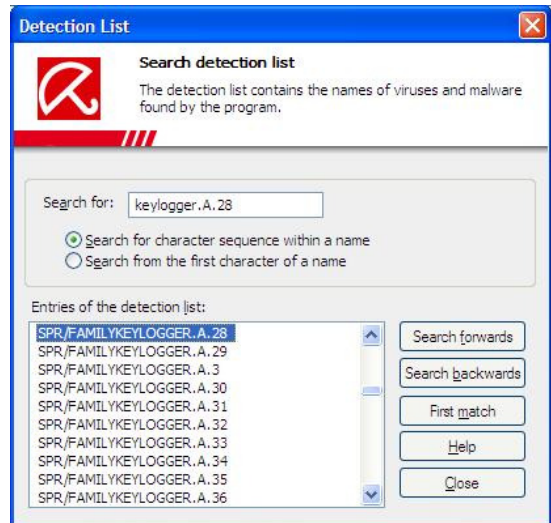 Detection List
Search detection list
The detection list contains the names of viruses and malware
found by the program.
Search for: keylogger.A.28
Search for character sequence within a name
Search from the first character of a name
Entries of the detection list:
SPR/FAMILYKEYLOGGER.A.28
SPR/FAMILYKEYLOGGER.A.29
SPR/FAMILYKEYLOGGER.A.3
SPR/FAMILYKEYLOGGER.A.30
SPR/FAMILYKEYLOGGER.A.31
SPR/FAMILYKEYLOGGER.A.32
SPR/FAMILYKEYLOGGER.A.33
SPR/FAMILYKEYLOGGER.A.34
SPR/FAMILYKEYLOGGER.A.35
SPR/FAMILYKEYLOGGER.A.36
Search forwards
Search backwards
First match
Help
Close